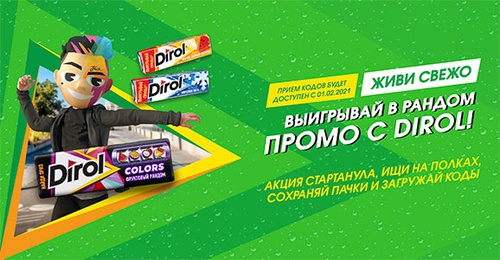 Dirol
Dirol
ПРИЕМ КОДОВ БУДЕТ
ДОСТУПЕН С 01.02.2021
ЖИВИ СВЕЖО
ВЫИГРЫВАЙ В РАНДОМ
ПРОМО С DIROL!
Dirol
COLORS
ФРУКТОВЫЙ РАНДОМ
АКЦИЯ СТАРТАНУЛА, ИЩИ НА ПОЛКАХ,
СОХРАНЯЙ ПАЧКИ И ЗАГРУЖАЙ КОДЫ